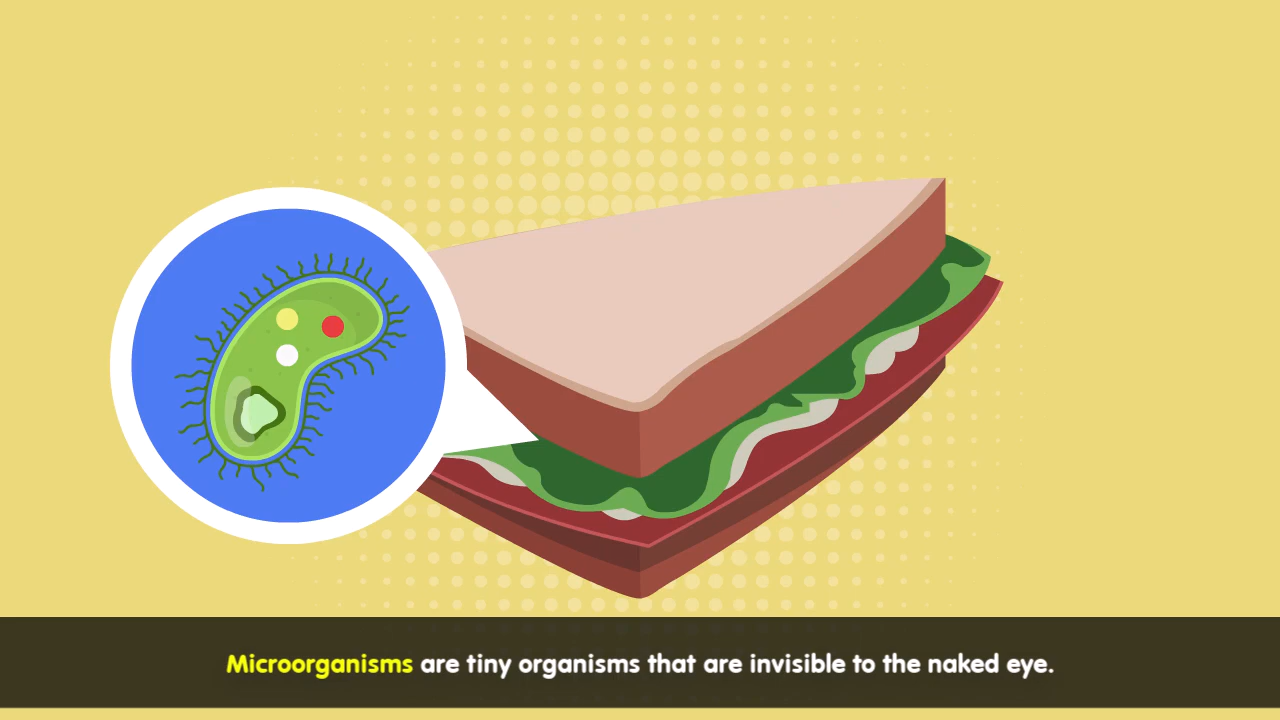 Microorganisms are tiny organisms that are invisible to the naked eye.